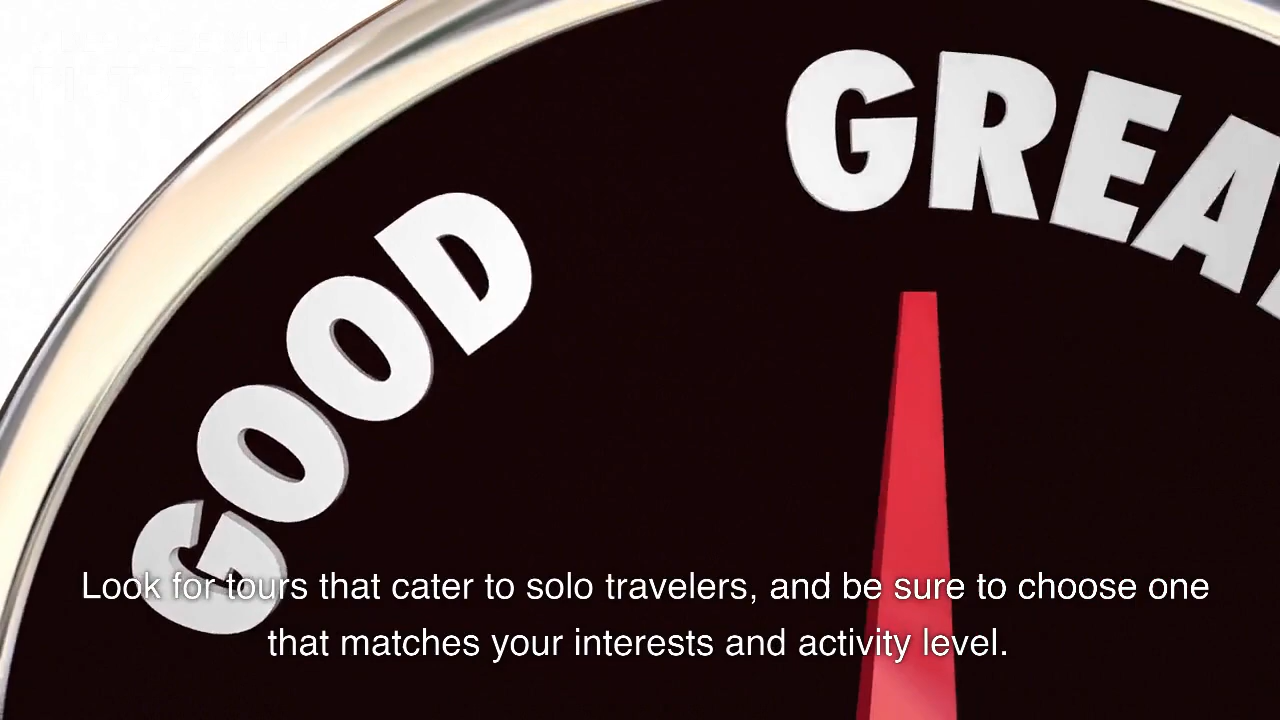 GOOD
GREA
Look for tours that cater to solo travelers, and be sure to choose one
that matches your interests and activity level.